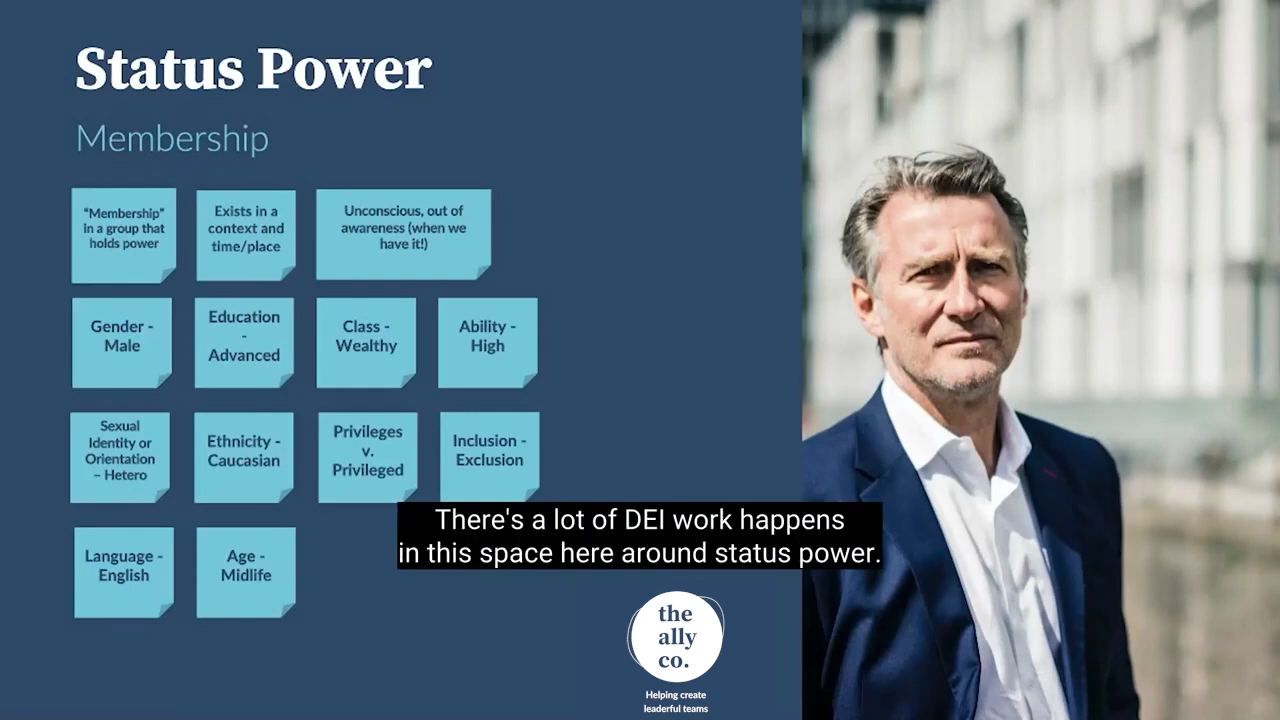 Status Power
Membership
“Membership”
in a group that
holds power
Exists in a
context and
time/place
Unconscious, out of
awareness (when we
have it!)
Gender -
Male
Education
-
Advanced
Class -
Wealthy
Ability -
High
Sexual
Identity or
Orientation
– Hetero
Ethnicity -
Caucasian
Privileges
v.
Privileged
Inclusion -
Exclusion
Language -
English
Age -
Midlife
There's a lot of DEI work happens
in this space here around status power.
the
ally
co.
Helping create
leaderful teams